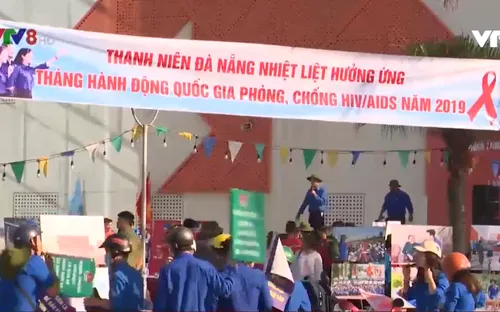 VTV8 HD
VTV
THANH NIÊN ĐÀ NẴNG NHIỆT LIỆT HƯỞNG ỨNG
THÁNG HÀNH ĐỘNG QUỐC GIA PHÒNG, CHỐNG HIV/AIDS NĂM 2019